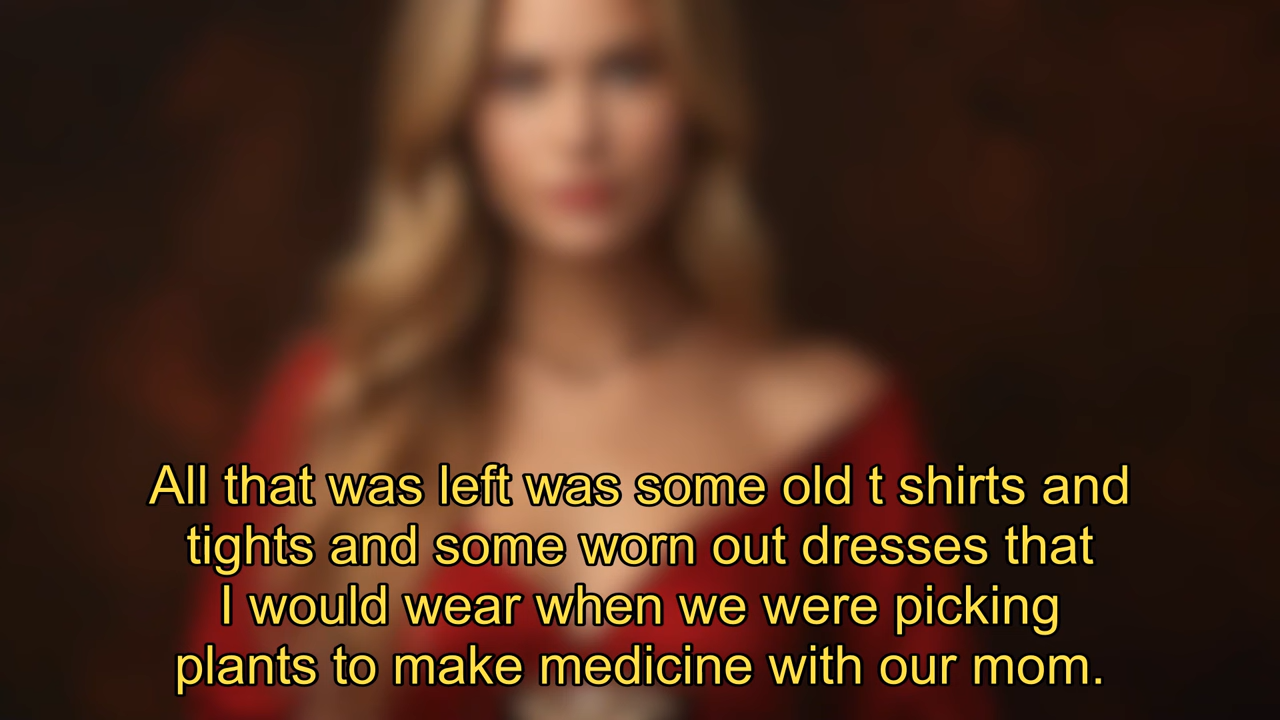 All that was left was some old t shirts and
tights and some worn out dresses that
I would wear when we were picking
plants to make medicine with our mom.